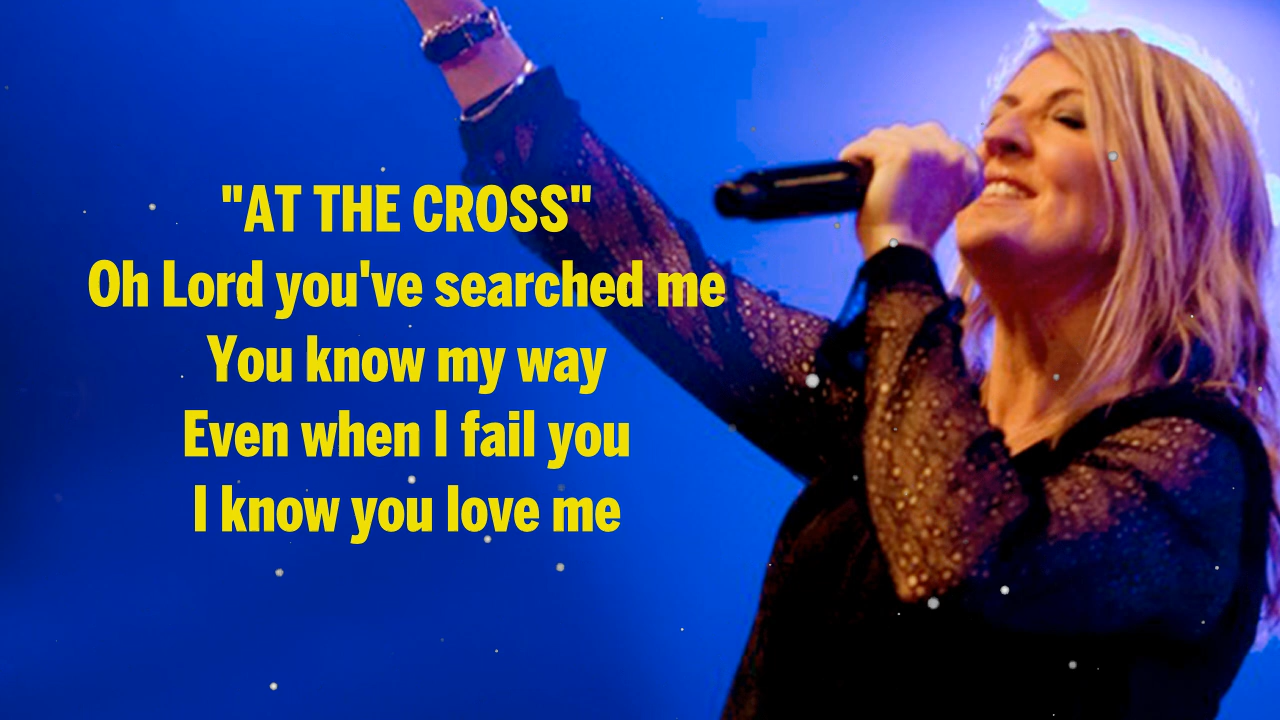 "AT THE CROSS"
Oh Lord you've searched me
You know my way
Even when I fail you
I know you love me